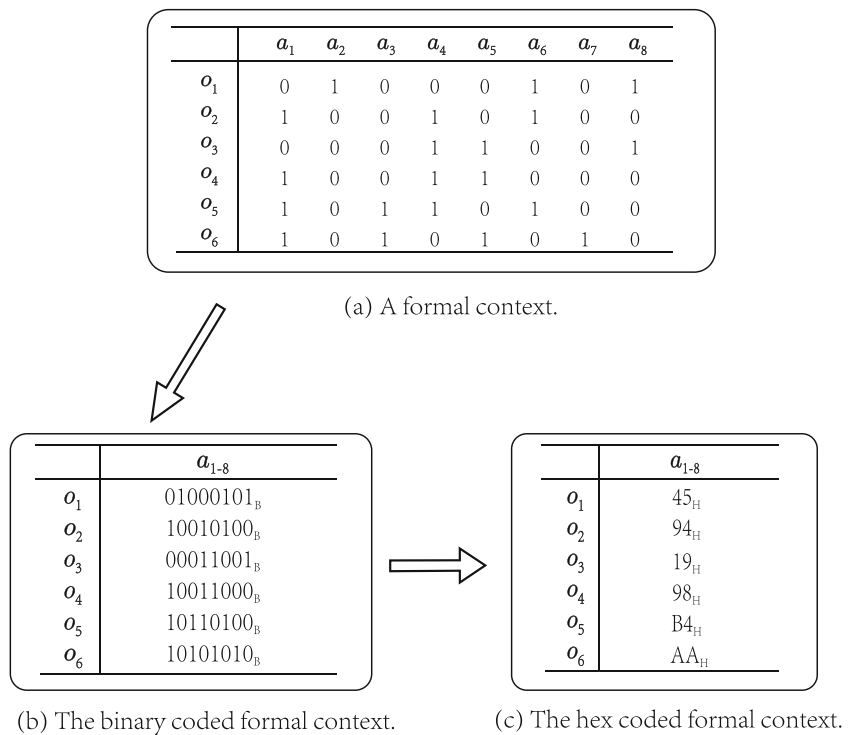 a1 a2 a3 a4 a5 a6 a7 a8
o1 0 1 0 0 0 1 0 1
o2 1 0 0 1 0 1 0 0
o3 0 0 0 1 1 0 0 1
o4 1 0 0 1 1 0 0 0
o5 1 0 1 1 0 1 0 0
o6 1 0 1 0 1 0 1 0
(a) A formal context.
a1-8
o1 01000101B
o2 10010100B
o3 00011001B
o4 10011000B
o5 10110100B
o6 10101010B
(b) The binary coded formal context.
a1-8
o1 45H
o2 94H
o3 19H
o4 98H
o5 B4H
o6 AAH
(c) The hex coded formal context.